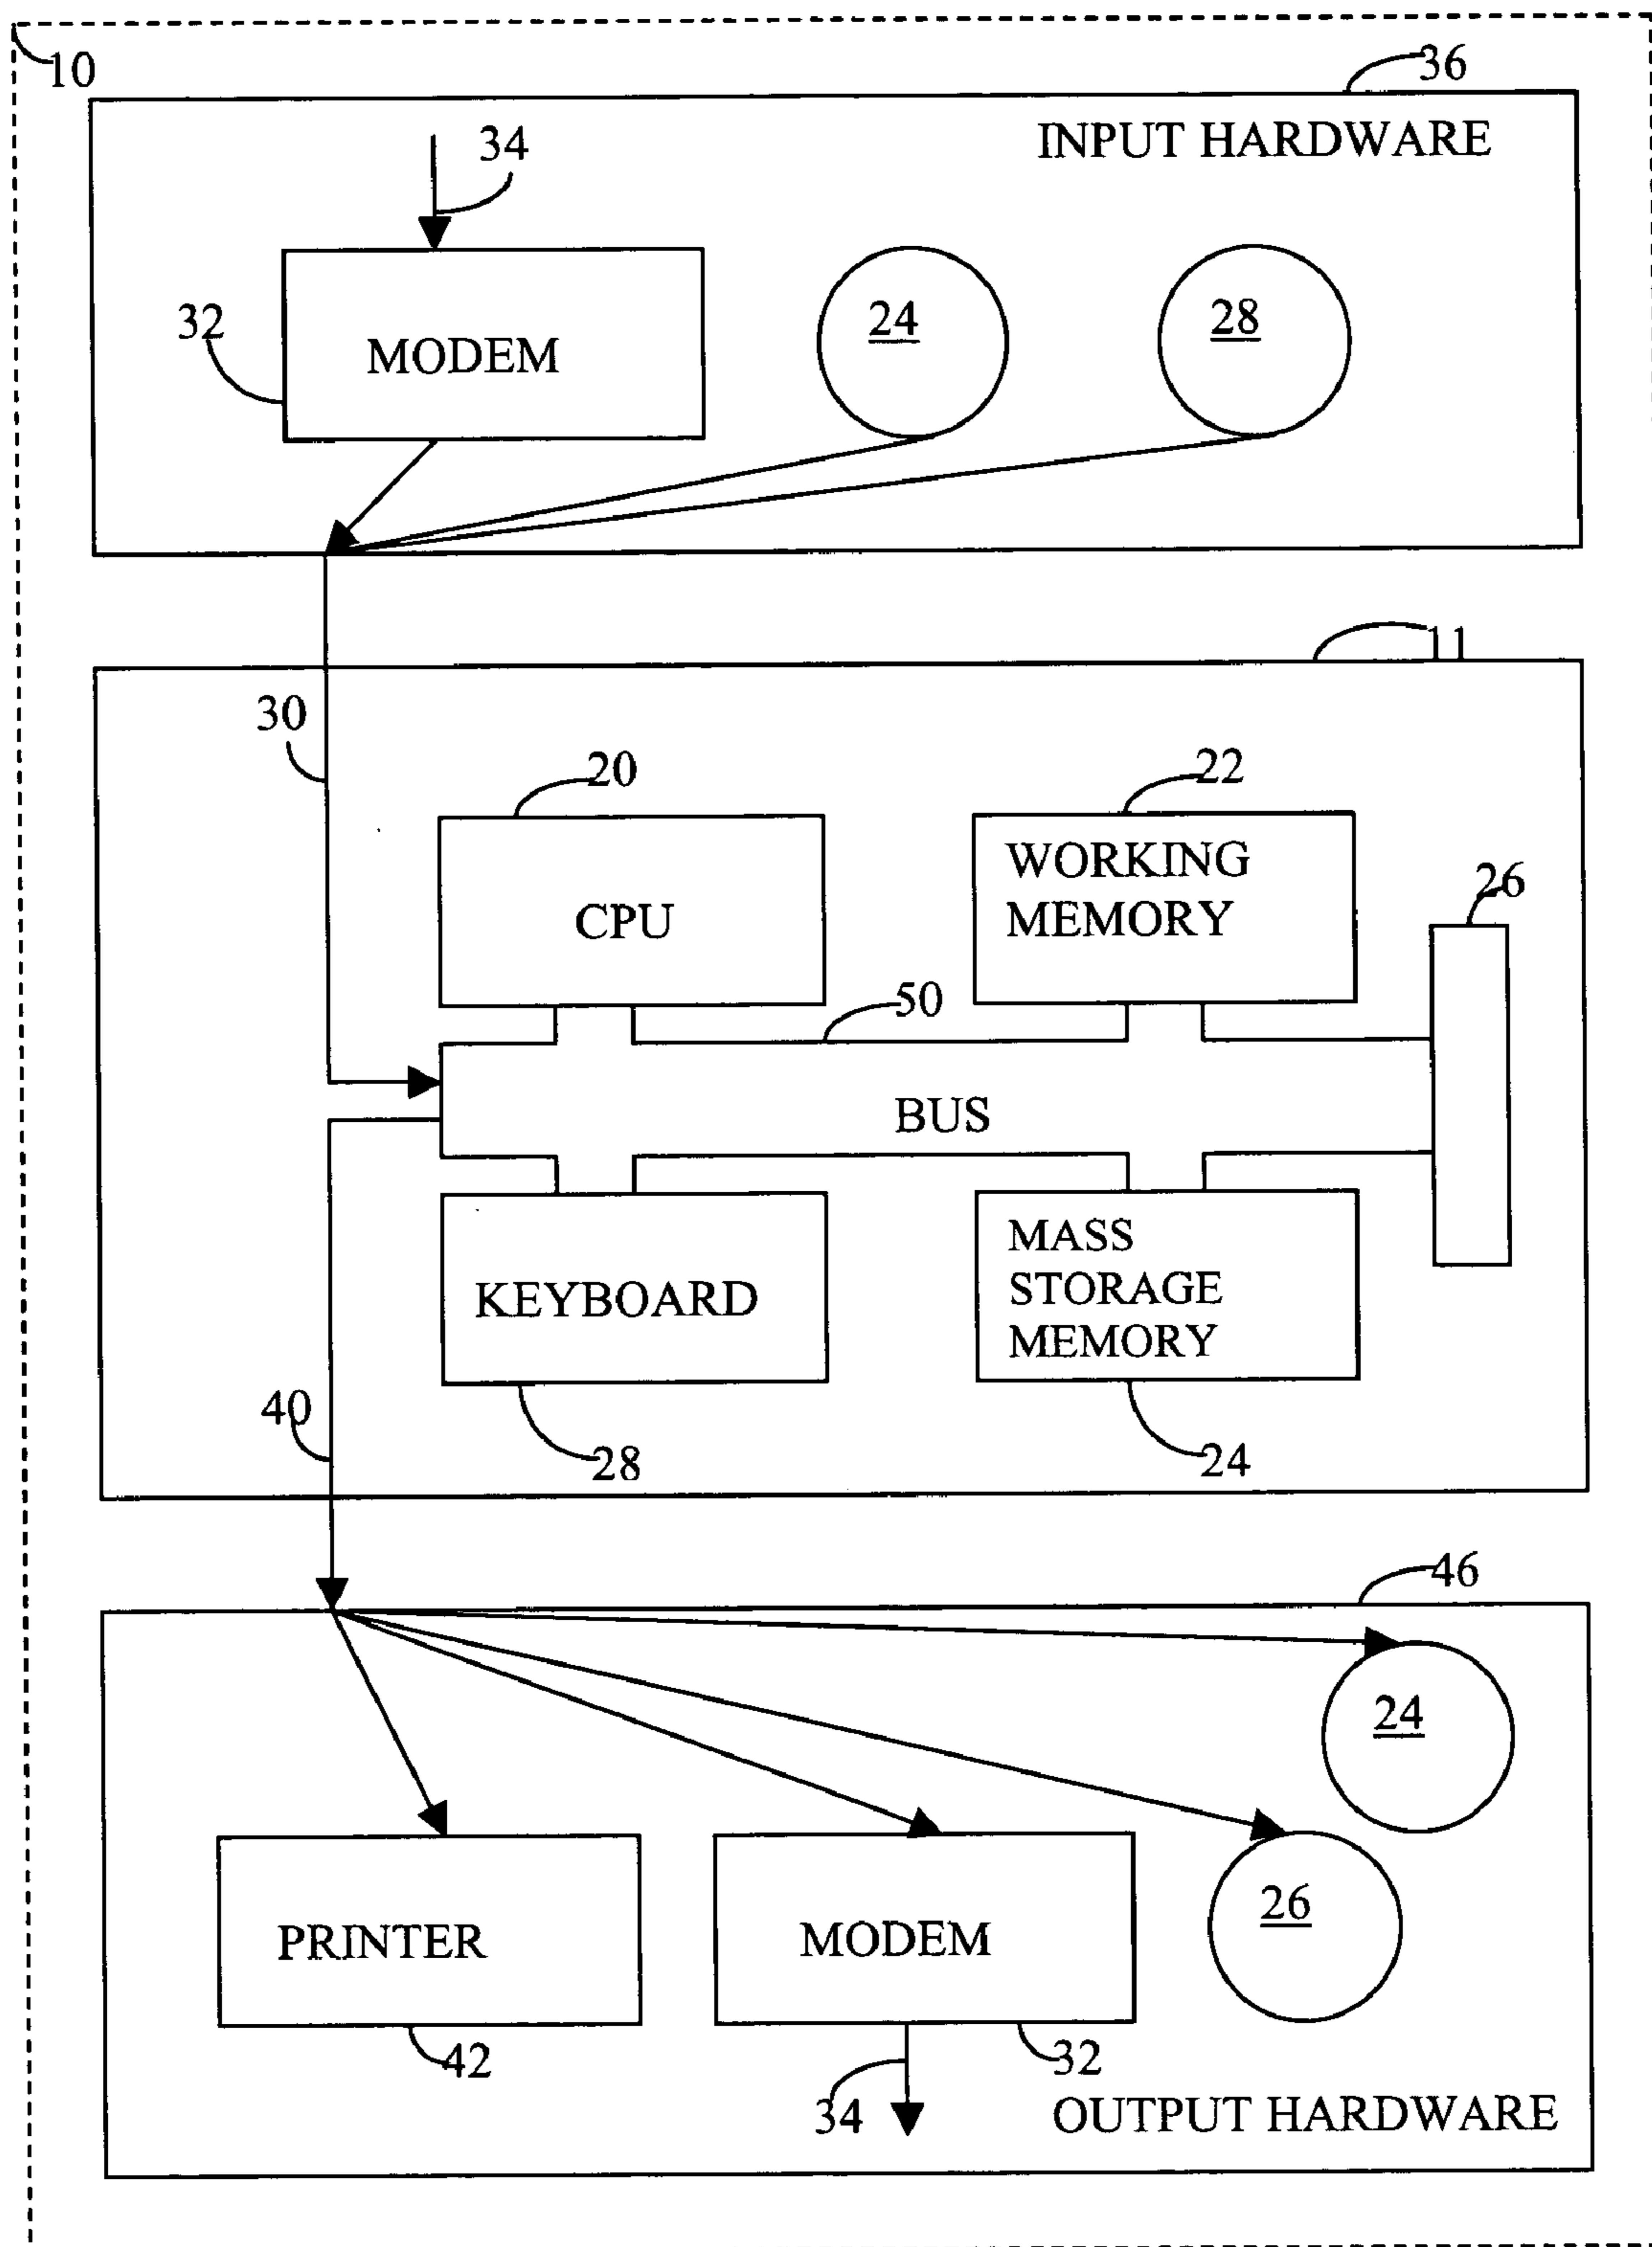 10
36
INPUT HARDWARE
34
32
MODEM
24
28
11
30
20
22
CPU
WORKING
MEMORY
26
50
BUS
KEYBOARD
MASS
STORAGE
MEMORY
40
28
24
46
24
26
PRINTER
MODEM
42
32
34
OUTPUT HARDWARE